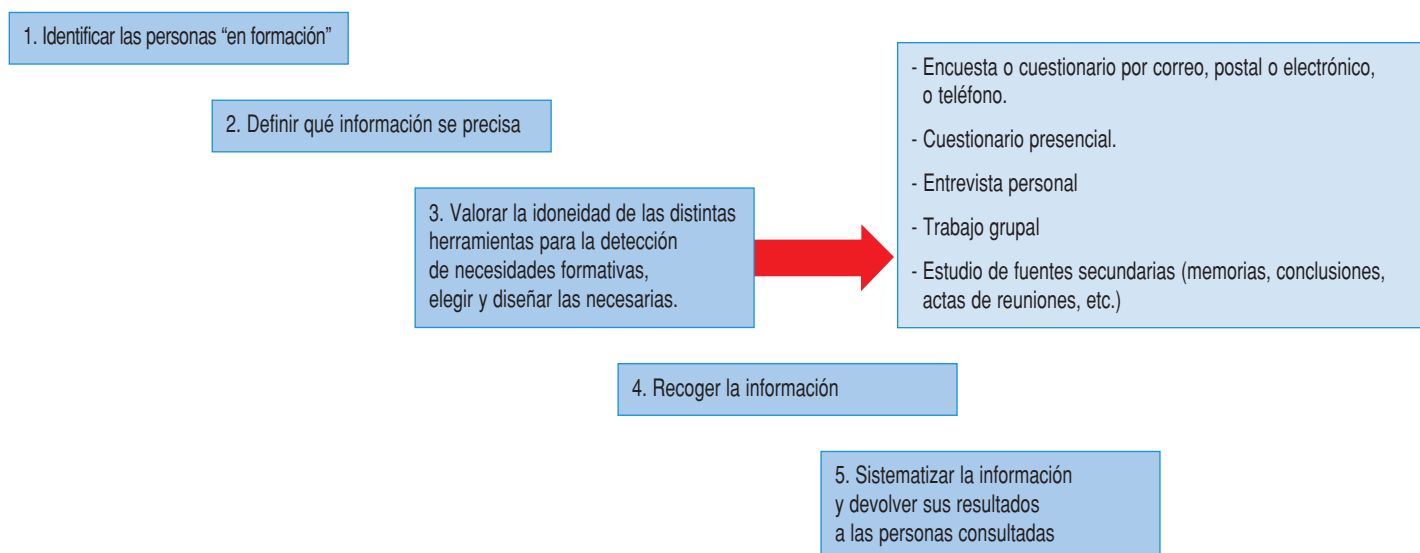 1. Identificar las personas “en formación”
2. Definir qué información se precisa
3. Valorar la idoneidad de las distintas
herramientas para la detección
de necesidades formativas,
elegir y diseñar las necesarias.
- Encuesta o cuestionario por correo, postal o electrónico,
o teléfono.
- Cuestionario presencial.
- Entrevista personal
- Trabajo grupal
- Estudio de fuentes secundarias (memorias, conclusiones,
actas de reuniones, etc.)
4. Recoger la información
5. Sistematizar la información
y devolver sus resultados
a las personas consultadas